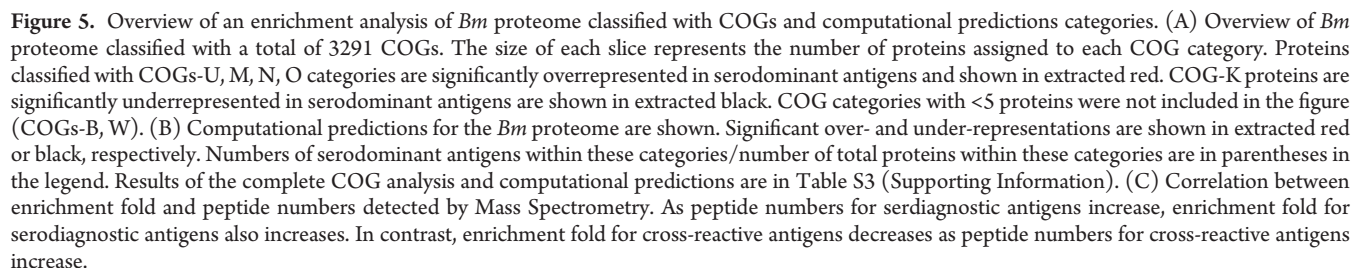 Figure 5. Overview of an enrichment analysis of Bm proteome classified with COGs and computational predictions categories. (A) Overview of Bm
proteome classified with a total of 3291 COGs. The size of each slice represents the number of proteins assigned to each COG category. Proteins
classified with COGs-U, M, N, O categories are significantly overrepresented in serodominant antigens and shown in extracted red. COG-K proteins are
significantly underrepresented in serodominant antigens are shown in extracted black. COG categories with <5 proteins were not included in the figure
(COGs-B, W). (B) Computational predictions for the Bm proteome are shown. Significant over- and under-representations are shown in extracted red
or black, respectively. Numbers of serodominant antigens within these categories/number of total proteins within these categories are in parentheses in
the legend. Results of the complete COG analysis and computational predictions are in Table S3 (Supporting Information). (C) Correlation between
enrichment fold and peptide numbers detected by Mass Spectrometry. As peptide numbers for serdiagnostic antigens increase, enrichment fold for
serodiagnostic antigens also increases. In contrast, enrichment fold for cross-reactive antigens decreases as peptide numbers for cross-reactive antigens
increase.